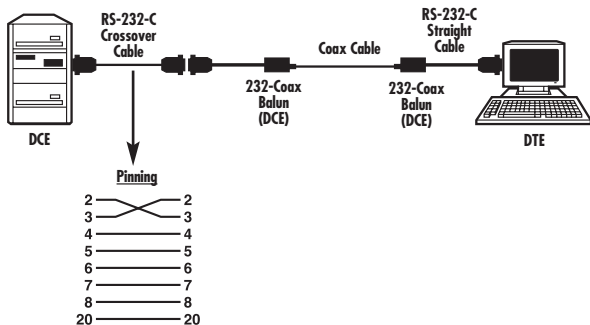 RS-232-C
Crossover
Cable
Coax Cable
RS-232-C
Straight
Cable
232-Coax
Balun
(DCE)
232-Coax
Balun
(DCE)
DCE
DTE
Pinning
2 2
3 3
4 4
5 5
6 6
7 7
8 8
20 20